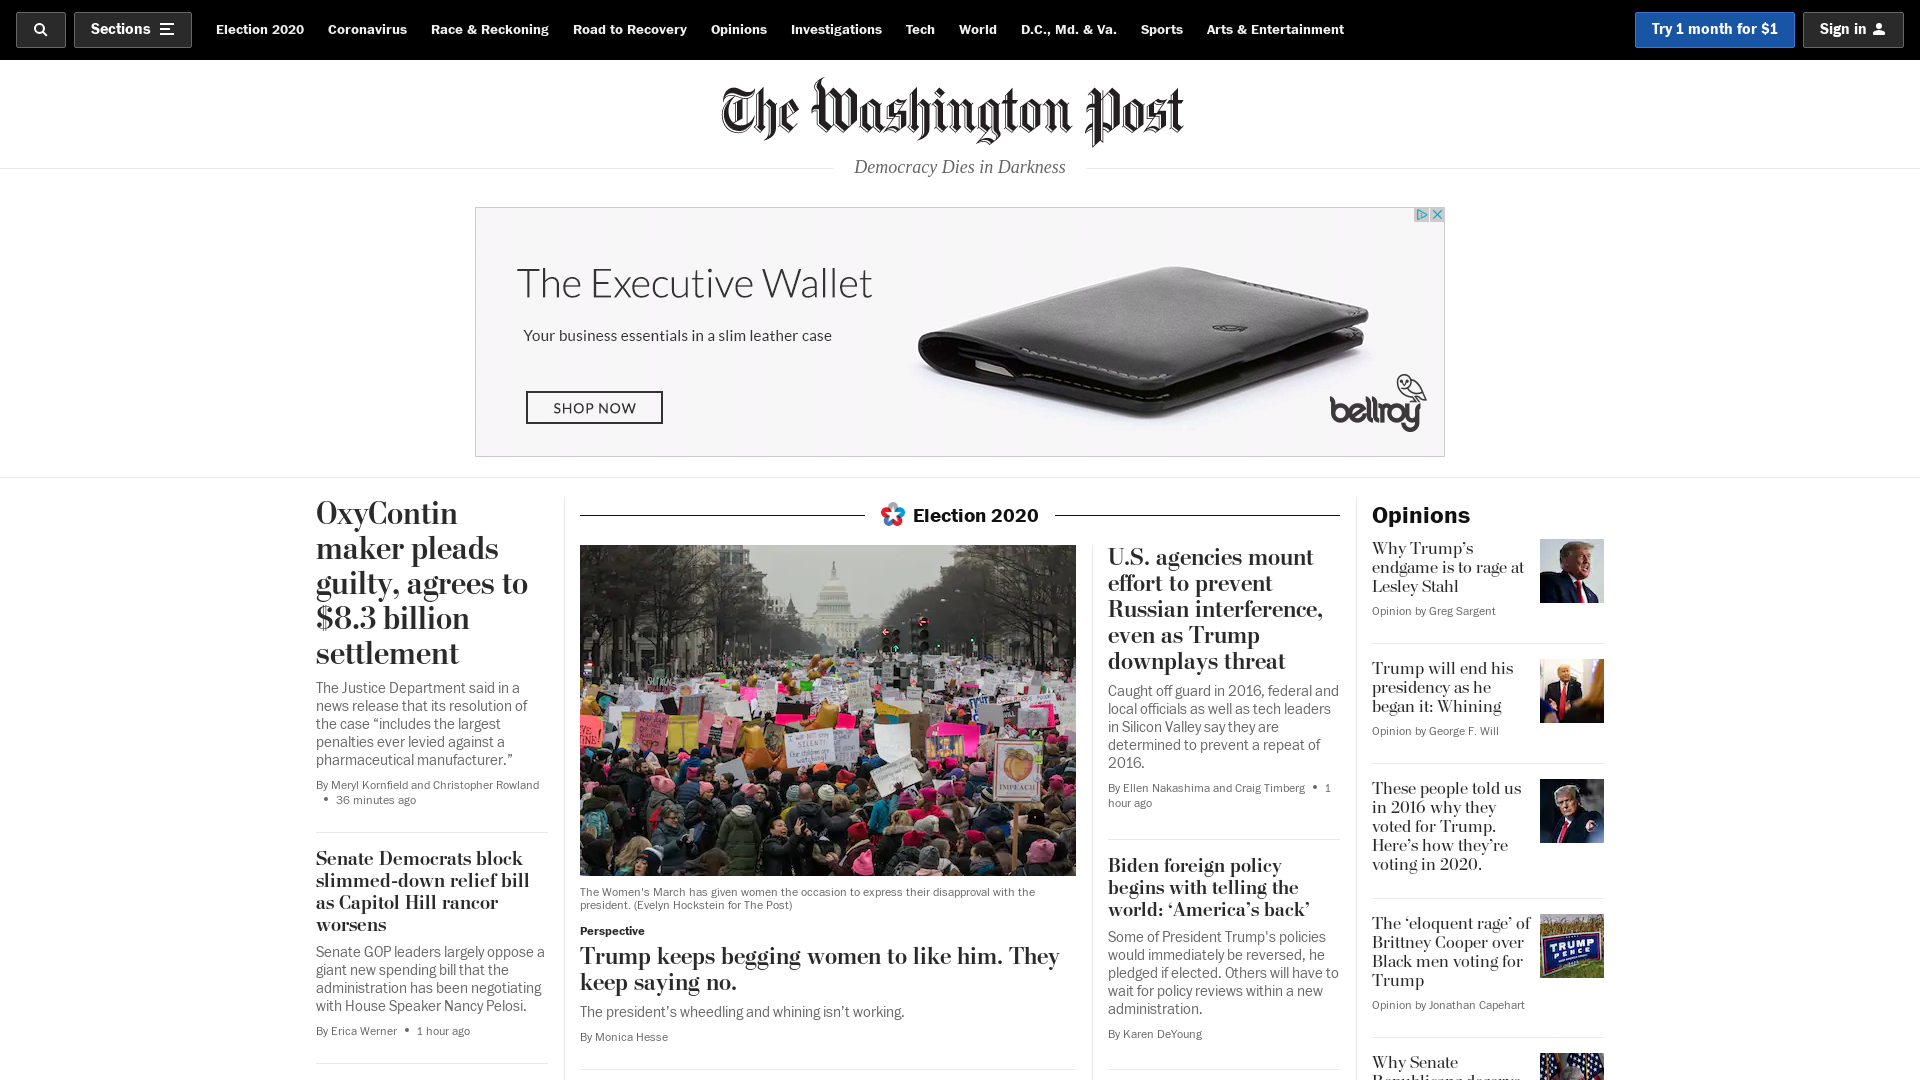 Sections
Election 2020
Coronavirus
Race & Reckoning
Road to Recovery
Opinions
Investigations
Tech
World
D.C., Md. & Va.
Sports
Arts & Entertainment
Try 1 month for $1
Sign in
The Washington Post
Democracy Dies in Darkness
The Executive Wallet
Your business essentials in a slim leather case
SHOP NOW
bellroy
OxyContin
maker pleads
guilty, agrees to
$8.3 billion
settlement
The Justice Department said in a
news release that its resolution of
the case “includes the largest
penalties ever levied against a
pharmaceutical manufacturer.”
By Meryl Kornfield and Christopher Rowland
• 36 minutes ago
Senate Democrats block
slimmed-down relief bill
as Capitol Hill rancor
worsens
Senate GOP leaders largely oppose a
giant new spending bill that the
administration has been negotiating
with House Speaker Nancy Pelosi.
By Erica Werner • 1 hour ago
Election 2020
I WILL NOT BE
SILENT!
Our children are
watching!
IMPEACH
The Women's March has given women the occasion to express their disapproval with the
president. (Evelyn Hockstein for The Post)
Perspective
Trump keeps begging women to like him. They
keep saying no.
The president's wheedling and whining isn't working.
By Monica Hesse
U.S. agencies mount
effort to prevent
Russian interference,
even as Trump
downplays threat
Caught off guard in 2016, federal and
local officials as well as tech leaders
in Silicon Valley say they are
determined to prevent a repeat of
2016.
By Ellen Nakashima and Craig Timberg • 1
hour ago
Biden foreign policy
begins with telling the
world: ‘America’s back’
Some of President Trump's policies
would immediately be reversed, he
pledged if elected. Others will have to
wait for policy reviews within a new
administration.
By Karen DeYoung
Opinions
Why Trump’s
endgame is to rage at
Lesley Stahl
Opinion by Greg Sargent
Trump will end his
presidency as he
began it: Whining
Opinion by George F. Will
These people told us
in 2016 why they
voted for Trump.
Here’s how they’re
voting in 2020.
The ‘eloquent rage’ of
Brittney Cooper over
Black men voting for
Trump
Opinion by Jonathan Capehart
TRUMP
PENCE
Why Senate
Republicans deserve